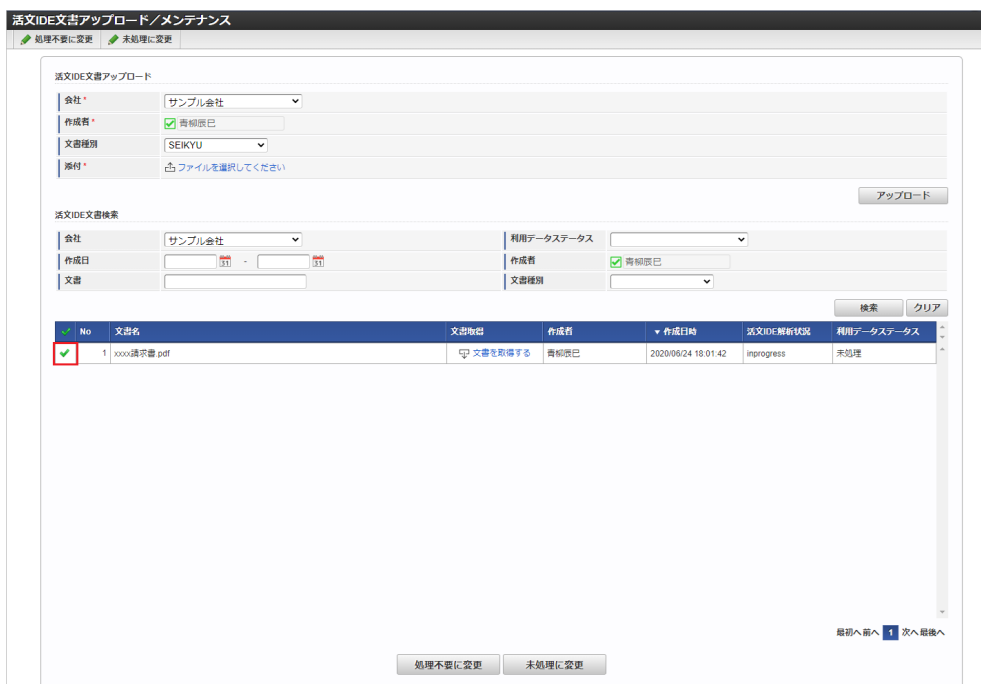 活文IDE文書アップロード／メンテナンス
処理不要に変更 未処理に変更
活文IDE文書アップロード
会社* サンプル会社
作成者* 青柳辰巳
文書種別 SEIKYU
添付* ファイルを選択してください
アップロード
活文IDE文書検索
会社 サンプル会社 利用データステータス
作成日 31 - 31 作成者 青柳辰巳
文書 文書種別
検索 クリア
No 文書名 文書取得 作成者 ▼ 作成日時 活文IDE解析状況 利用データステータス
1 xxxx請求書.pdf 文書を取得する 青柳辰巳 2020/06/24 18:01:42 inprogress 未処理
最初へ 前へ 1 次へ 最後へ
処理不要に変更 未処理に変更